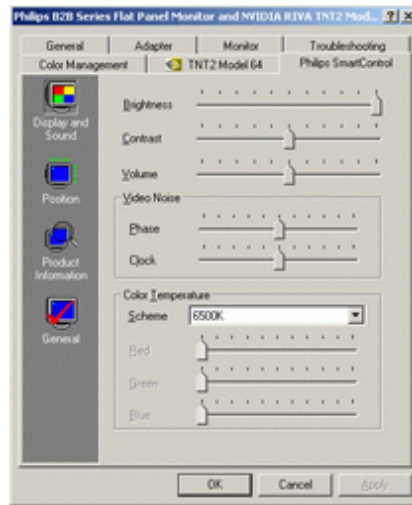 Philips B2B Series Flat Panel Monitor and NVIDIA RIVA TNT2 Mod...
General Adapter Monitor Troubleshooting
Color Management TNT2 Model 64 Philips SmartControl
Display and
Sound
Position
Product
Information
General
Brightness
Contrast
Volume
Video Noise
Phase
Clock
Color Temperature
Scheme 6500K
Red
Green
Blue
OK Cancel Apply